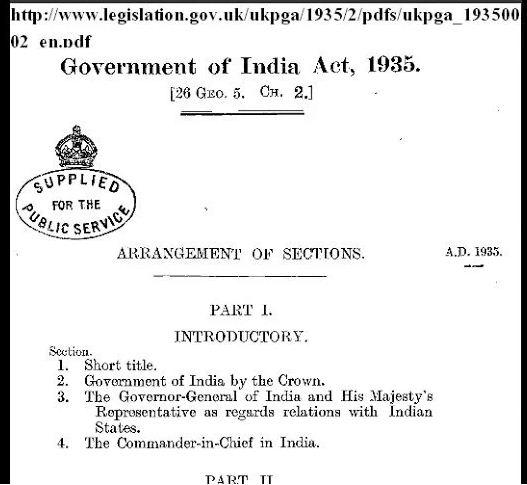 http://www.legislation.gov.uk/ukpga/1935/2/pdfs/ukpga_193500
02_en.pdf
Government of India Act, 1935.
[26 GEO. 5. CH. 2.]
SUPPLIED
FOR THE
PUBLIC SERVICE
ARRANGEMENT OF SECTIONS.
A.D. 1935.
PART I.
INTRODUCTORY.
Section.
1. Short title.
2. Government of India by the Crown.
3. The Governor-General of India and His Majesty's
Representative as regards relations with Indian
States.
4. The Commander-in-Chief in India.
PART II